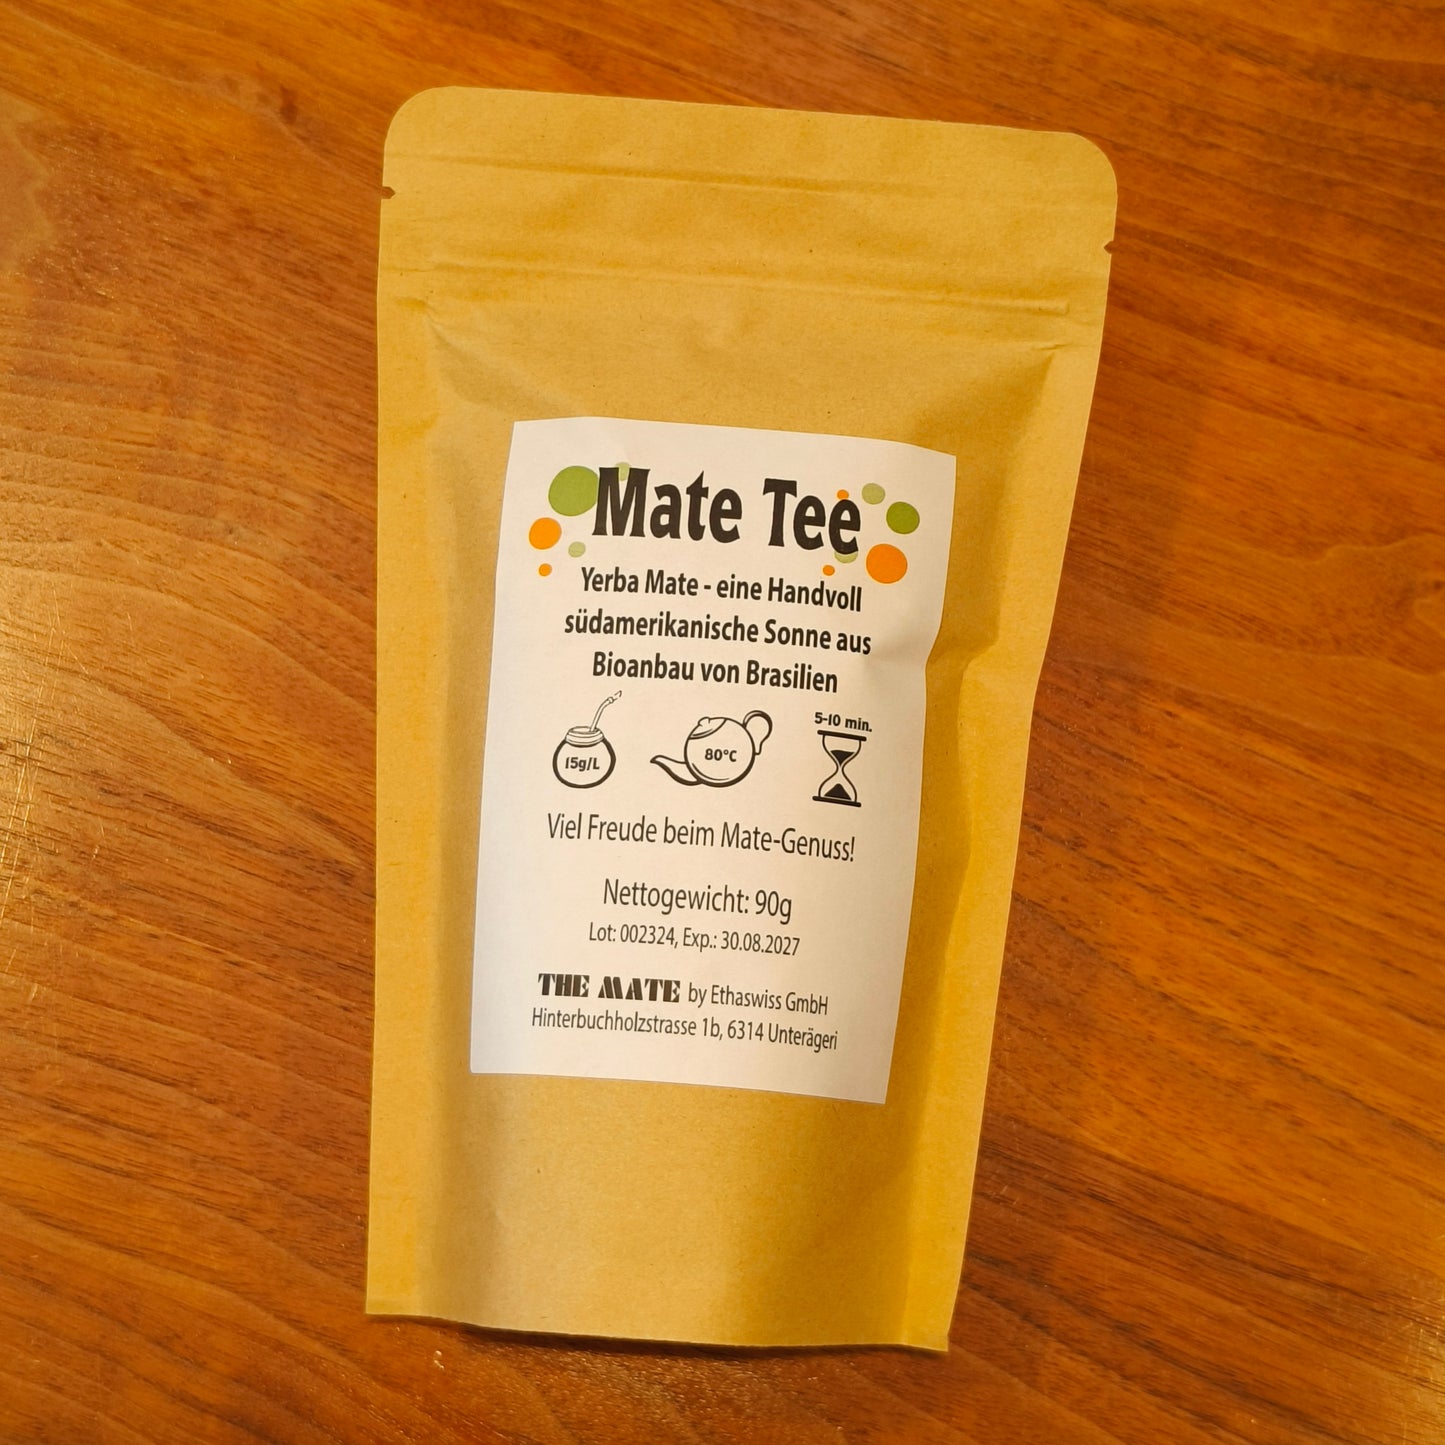 Mate Tee
Yerba Mate - eine Handvoll
südamerikanische Sonne aus
Bioanbau von Brasilien
15g/L
80°C
5-10 min.
Viel Freude beim Mate-Genuss!
Nettogewicht: 90g
Lot: 002324, Exp.: 30.08.2027
THE MATE by Ethaswiss GmbH
Hinterbuchholzstrasse 1b, 6314 Unterägeri